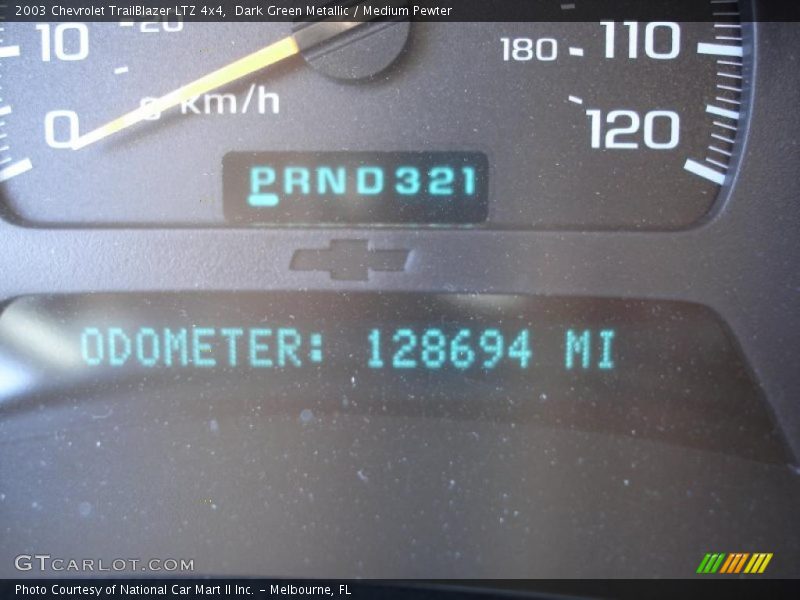 2003 Chevrolet TrailBlazer LTZ 4x4, Dark Green Metallic / Medium Pewter
10 20 180 110
0 0 km/h 120
PRND321
ODOMETER: 128694 MI
GTCARLOT.COM
Photo Courtesy of National Car Mart II Inc. - Melbourne, FL